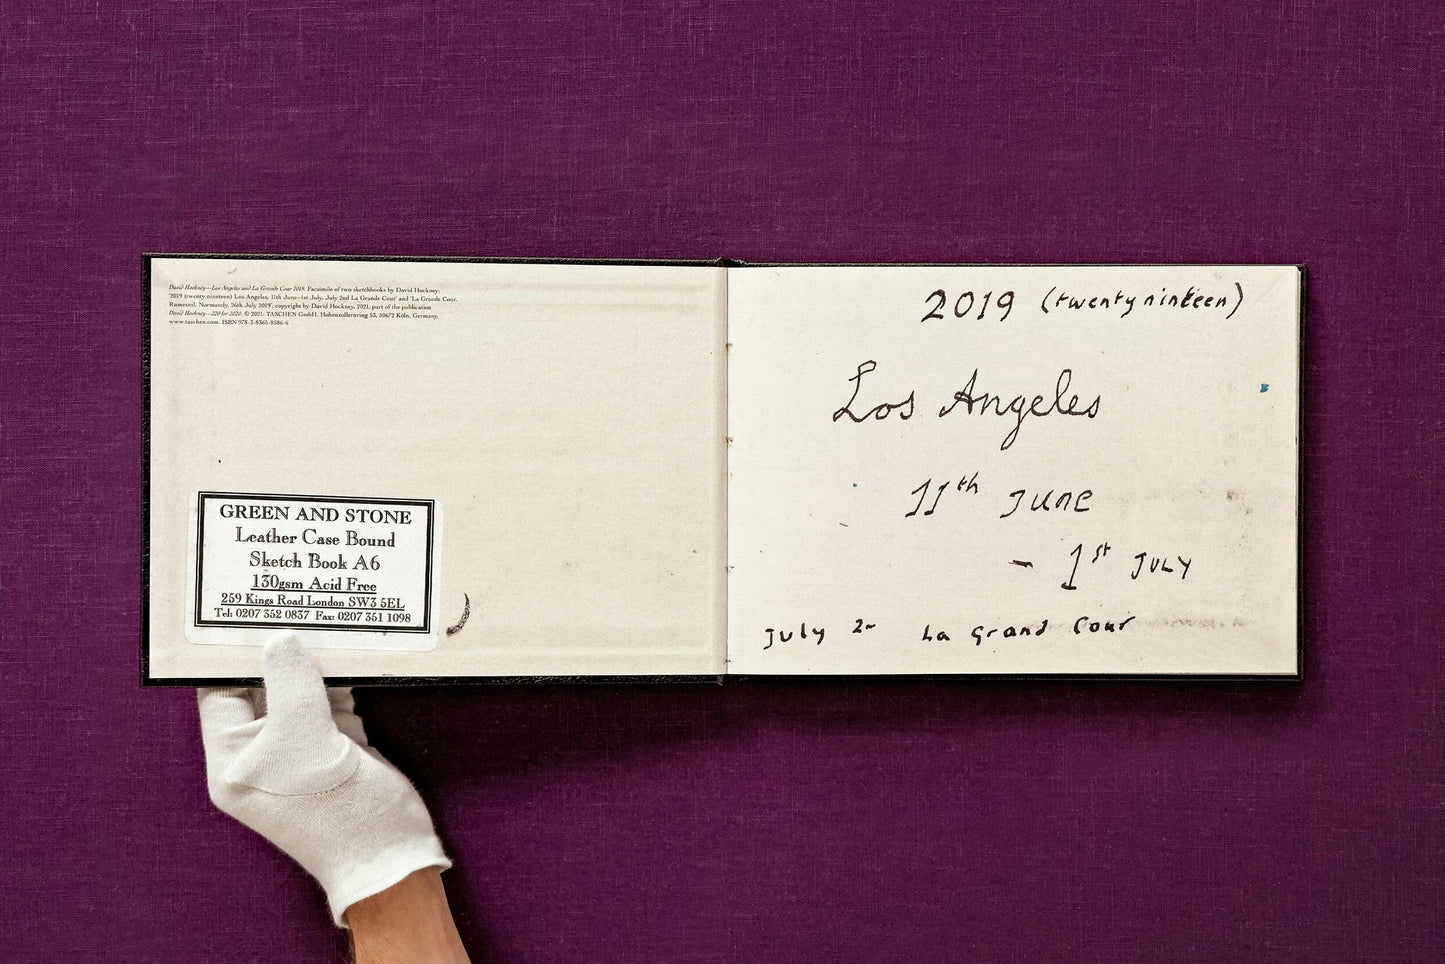 David Hockney—Los Angeles and La Grande Cour 2019. Facsimile of two sketchbooks by David Hockney:
'2019 (twenty nineteen) Los Angeles, 11th June–1st July, July 2nd La Grande Cour' and 'La Grande Cour,
Rumesnil, Normandy, 26th July 2019', copyright by David Hockney, 2021, part of the publication
David Hockney—220 for 2020. © 2021: TASCHEN GmbH, Hohenzollernring 53, 50672 Köln, Germany,
www.taschen.com. ISBN 978-3-8365-8586-6
GREEN AND STONE
Leather Case Bound
Sketch Book A6
130gsm Acid Free
259 Kings Road London SW3 5EL
Tel: 0207 352 0837 Fax: 0207 351 1098
2019 (twenty nineteen)
Los Angeles
11th JUNE
- 1st JULY
July 2n La Grand Cour